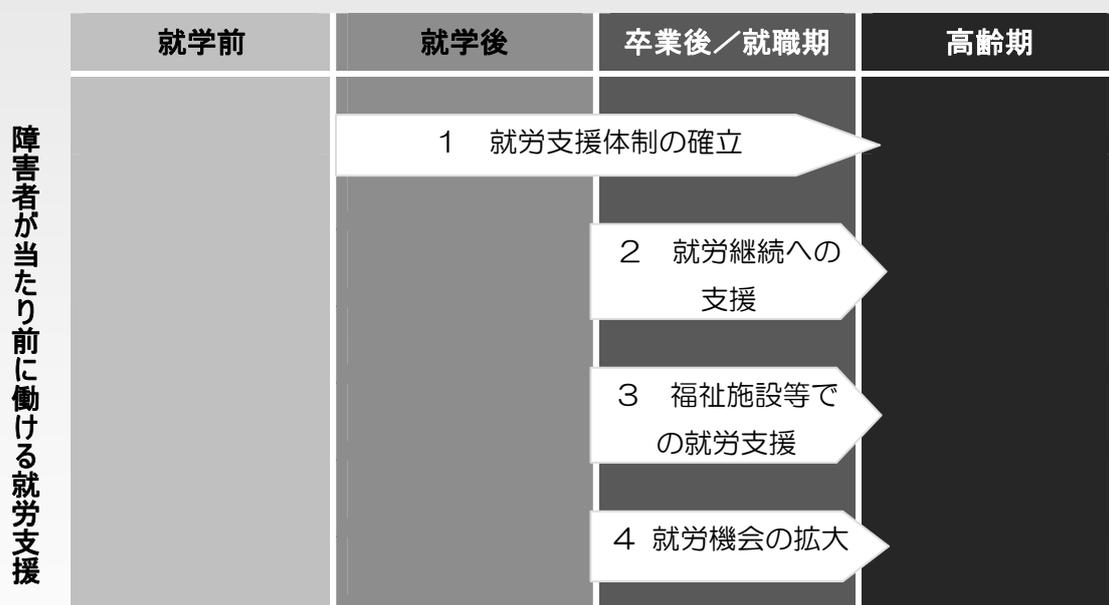 就学前
就学後
卒業後／就職期
高齢期
障害者が当たり前に働ける就労支援
1　就労支援体制の確立
2　就労継続への
支援
3　福祉施設等で
の就労支援
4 就労機会の拡大